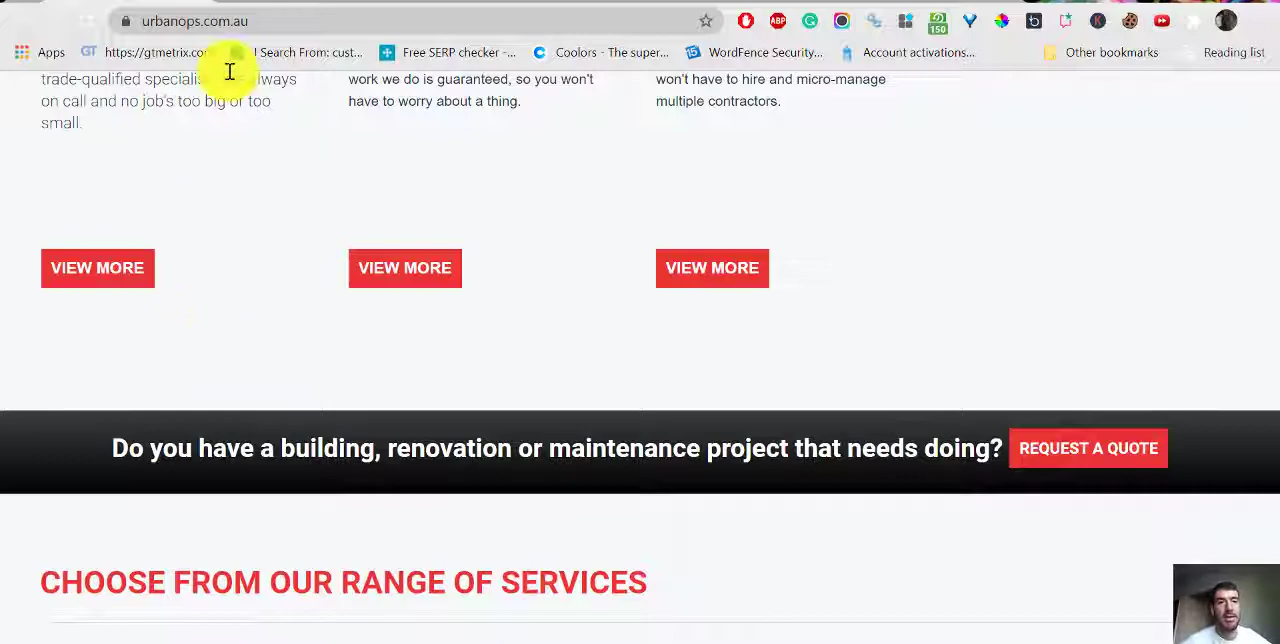 urbanops.com.au
ABP
150
Apps
GT
https://gtmetrix.co
I Search From: cust...
Free SERP checker -...
Coolors - The super...
15
WordFence Security,...
Account activations...
Other bookmarks
Reading list
trade-qualified always
on call and no job's too big or too
small.
work we do is guaranteed, so you won't
have to worry about a thing.
won't have to hire and micro-manage
multiple contractors.
VIEW MORE
VIEW MORE
VIEW MORE
Do you have a building, renovation or maintenance project that needs doing?
REQUEST A QUOTE
CHOOSE FROM OUR RANGE OF SERVICES